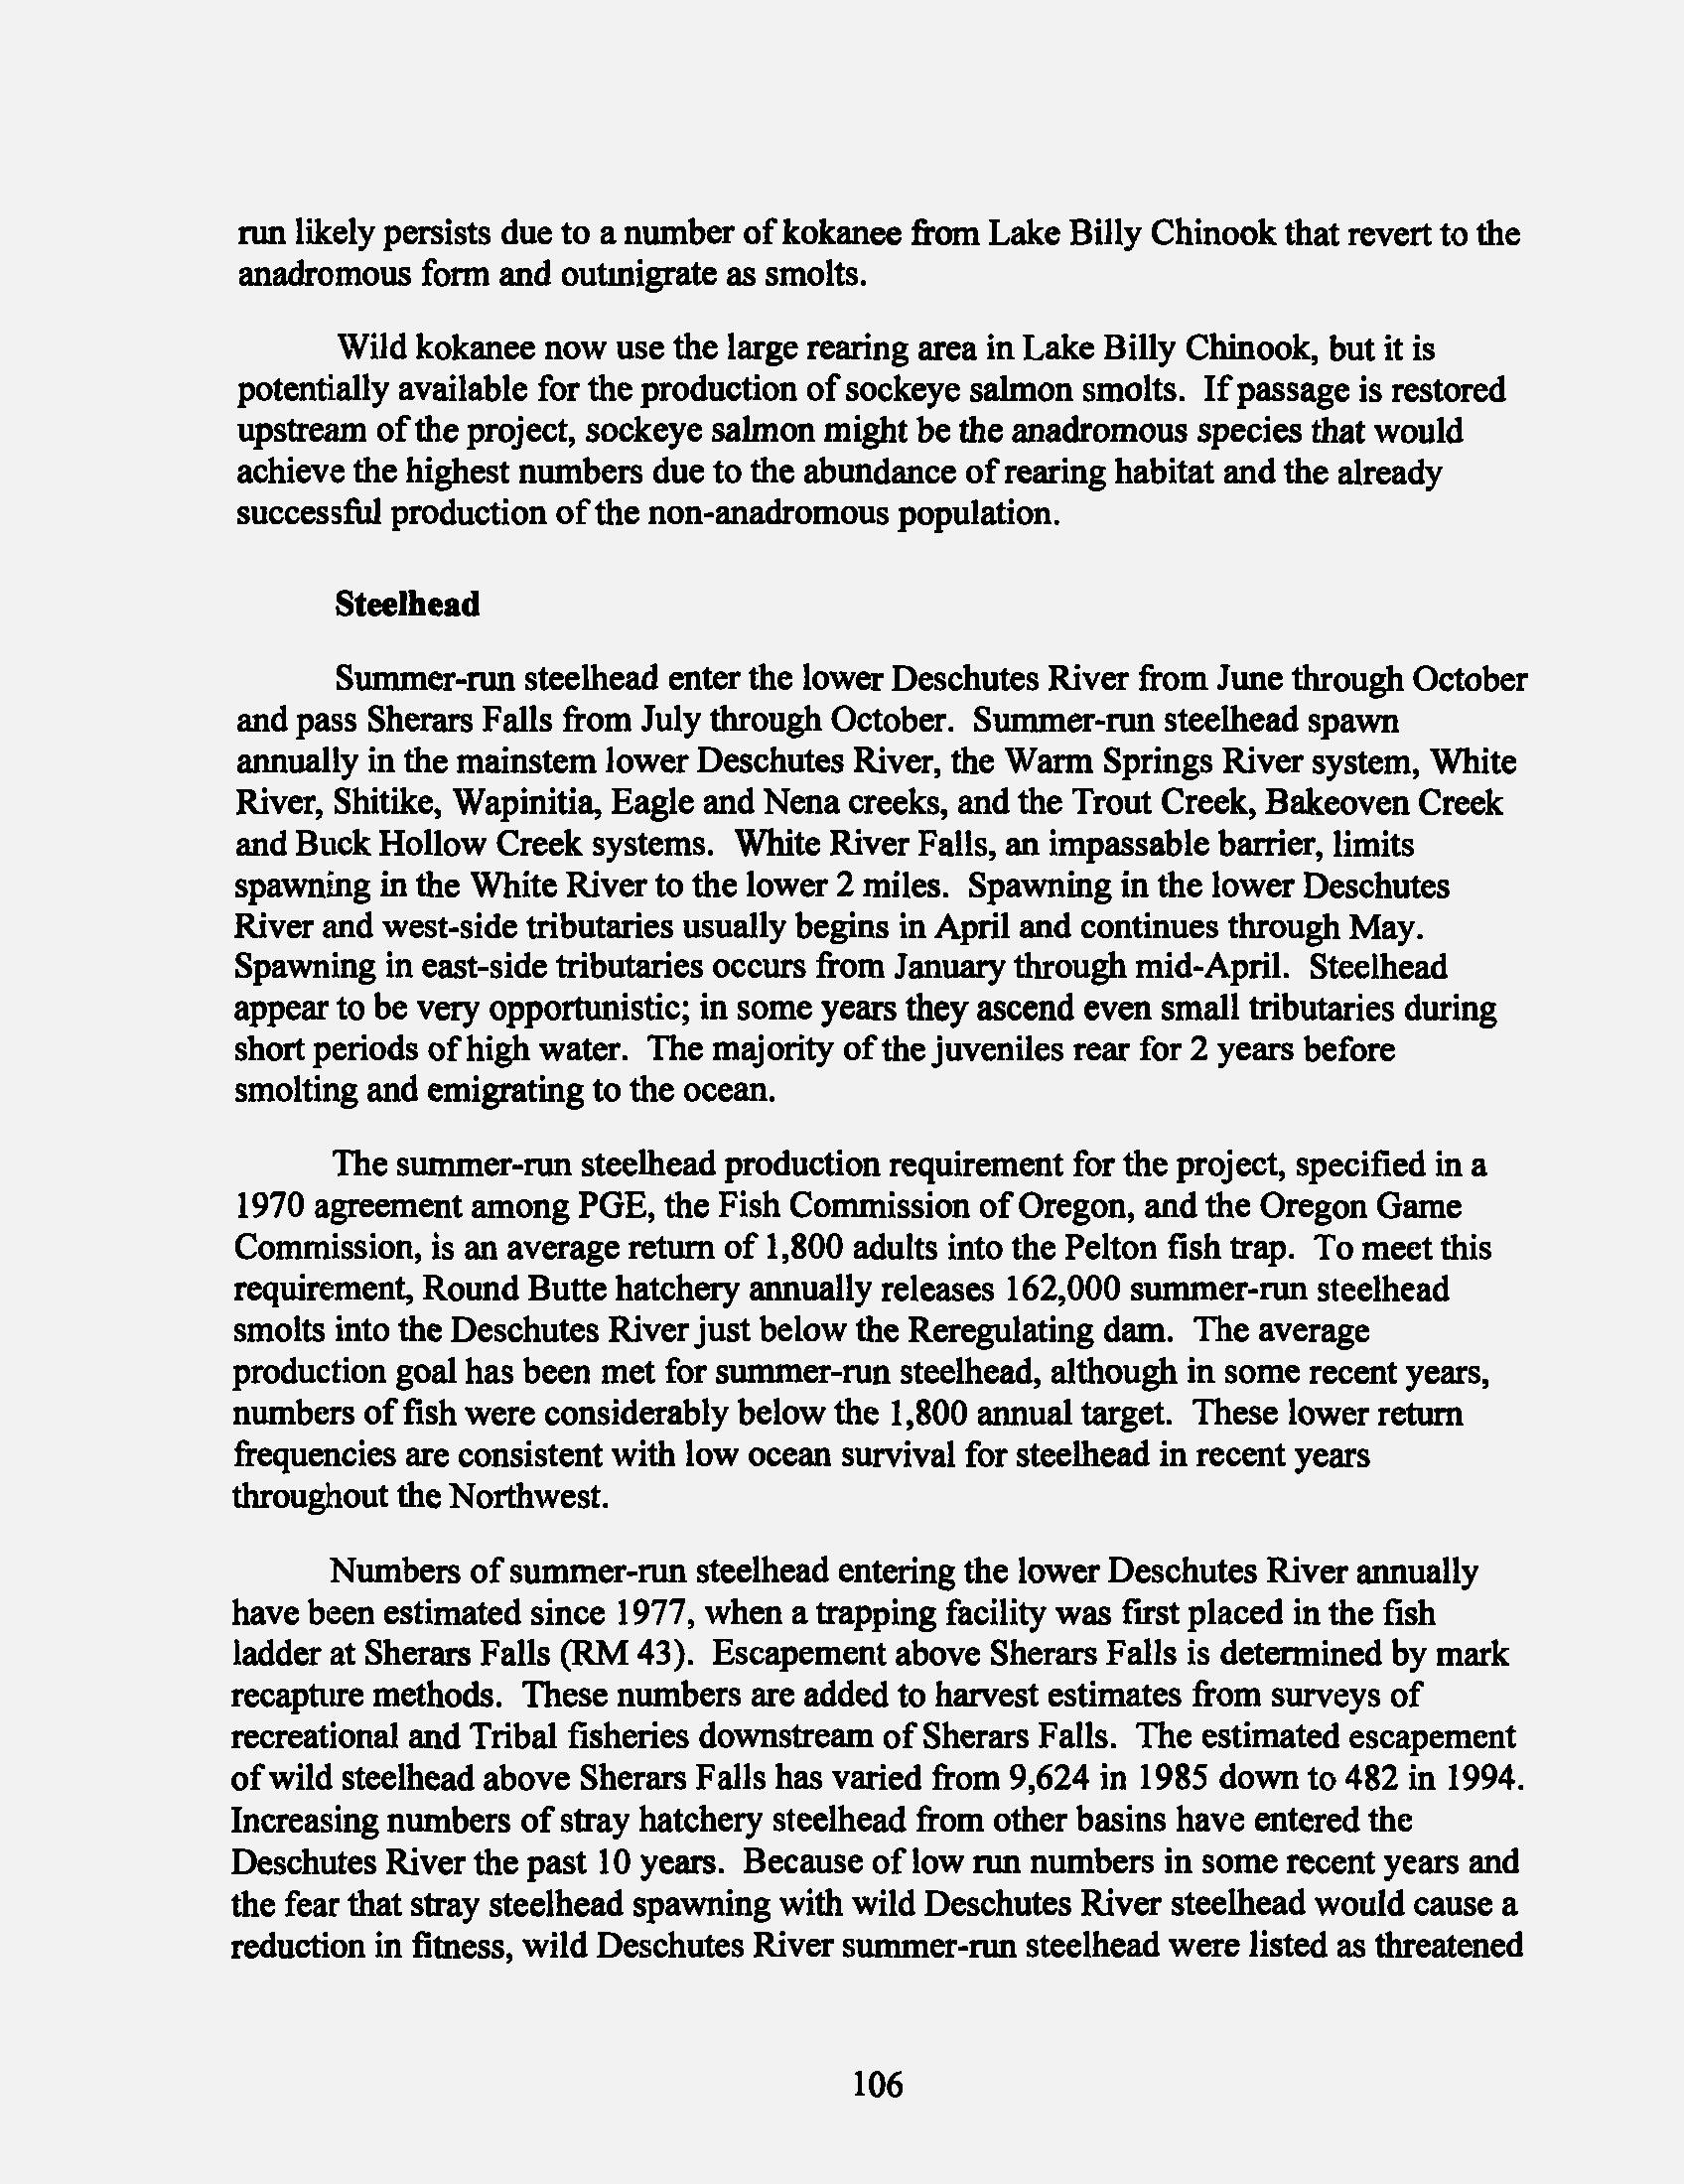 run likely persists due to a number of kokanee from Lake Billy Chinook that revert to the
anadromous form and outmigrate as smolts.
Wild kokanee now use the large rearing area in Lake Billy Chinook, but it is
potentially available for the production of sockeye salmon smolts. If passage is restored
upstream of the project, sockeye salmon might be the anadromous species that would
achieve the highest numbers due to the abundance of rearing habitat and the already
successful production of the non-anadromous population.
Steelhead
Summer-run steelhead enter the lower Deschutes River from June through October
and pass Sherars Falls from July through October. Summer-run steelhead spawn
annually in the mainstem lower Deschutes River, the Warm Springs River system, White
River, Shitike, Wapinitia, Eagle and Nena creeks, and the Trout Creek, Bakeoven Creek
and Buck Hollow Creek systems. White River Falls, an impassable barrier, limits
spawning in the White River to the lower 2 miles. Spawning in the lower Deschutes
River and west-side tributaries usually begins in April and continues through May.
Spawning in east-side tributaries occurs from January through mid-April. Steelhead
appear to be very opportunistic; in some years they ascend even small tributaries during
short periods of high water. The majority of the juveniles rear for 2 years before
smolting and emigrating to the ocean.
The summer-run steelhead production requirement for the project, specified in a
1970 agreement among PGE, the Fish Commission of Oregon, and the Oregon Game
Commission, is an average return of 1,800 adults into the Pelton fish trap. To meet this
requirement, Round Butte hatchery annually releases 162,000 summer-run steelhead
smolts into the Deschutes River just below the Reregulating dam. The average
production goal has been met for summer-run steelhead, although in some recent years,
numbers of fish were considerably below the 1,800 annual target. These lower return
frequencies are consistent with low ocean survival for steelhead in recent years
throughout the Northwest.
Numbers of summer-run steelhead entering the lower Deschutes River annually
have been estimated since 1977, when a trapping facility was first placed in the fish
ladder at Sherars Falls (RM 43). Escapement above Sherars Falls is determined by mark
recapture methods. These numbers are added to harvest estimates from surveys of
recreational and Tribal fisheries downstream of Sherars Falls. The estimated escapement
of wild steelhead above Sherars Falls has varied from 9,624 in 1985 down to 482 in 1994.
Increasing numbers of stray hatchery steelhead from other basins have entered the
Deschutes River the past 10 years. Because of low run numbers in some recent years and
the fear that stray steelhead spawning with wild Deschutes River steelhead would cause a
reduction in fitness, wild Deschutes River summer-run steelhead were listed as threatened
106